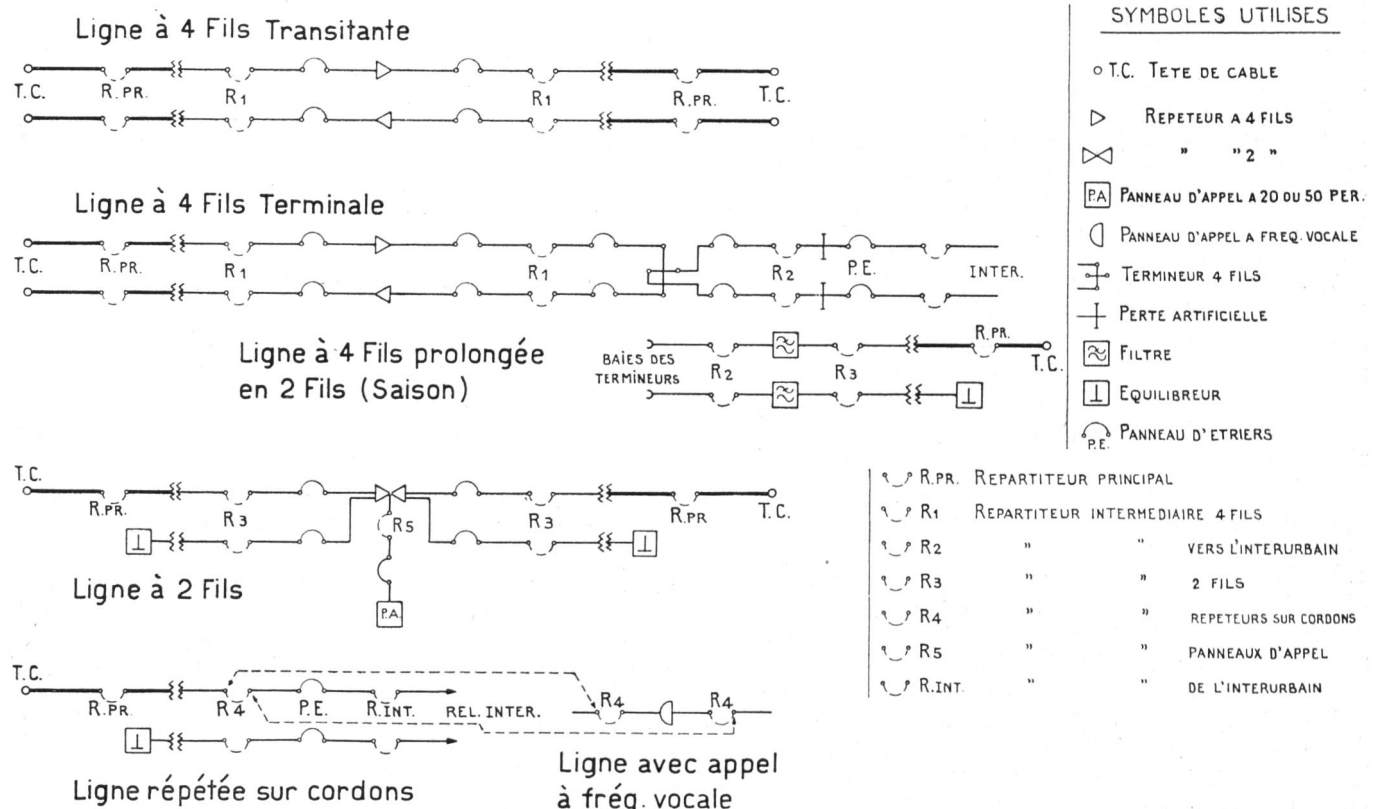 Ligne à 4 Fils Transitante
T.C. R.PR. R1 R1 R.PR. T.C.
Ligne à 4 Fils Terminale
T.C. R.PR. R1 R1 R2 P.E. INTER.
Ligne à 4 Fils prolongée
en 2 Fils (Saison)
BAIES DES
TERMINEURS
R2 R3 R.PR. T.C.
T.C. R.PR. R3 R5 R3 R.PR T.C.
P.A.
Ligne à 2 Fils
T.C. R.PR. R4 P.E. R.INT. REL. INTER. R4 R4
Ligne répétée sur cordons
Ligne avec appel
à fréq. vocale
SYMBOLES UTILISES
T.C. TETE DE CABLE
REPETEUR A 4 FILS
" " 2 "
P.A PANNEAU D'APPEL A 20 OU 50 PER.
PANNEAU D'APPEL A FREQ. VOCALE
TERMINEUR 4 FILS
PERTE ARTIFICIELLE
FILTRE
EQUILIBREUR
P.E. PANNEAU D'ETRIERS
R.PR. REPARTITEUR PRINCIPAL
R1 REPARTITEUR INTERMEDIAIRE 4 FILS
R2 " " VERS L'INTERURBAIN
R3 " " 2 FILS
R4 " " REPETEURS SUR CORDONS
R5 " " PANNEAUX D'APPEL
R.INT. " " DE L'INTERURBAIN